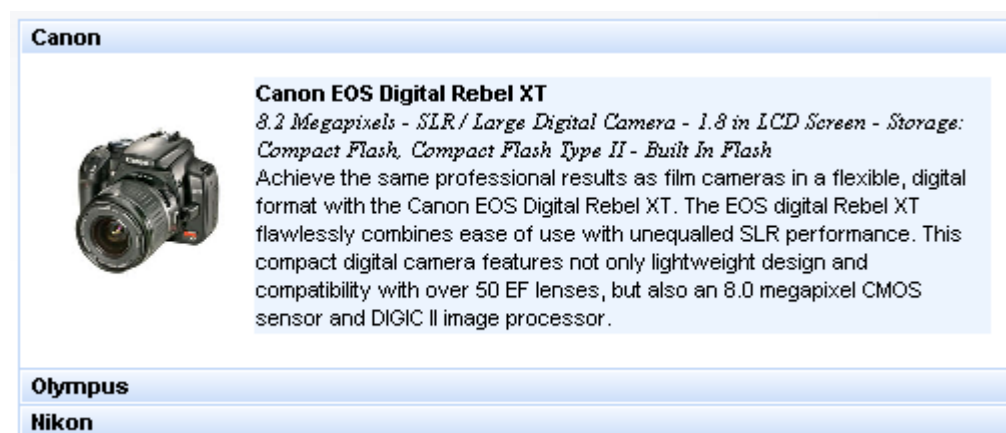 Canon
Canon EOS Digital Rebel XT
8.2 Megapixels - SLR / Large Digital Camera - 1.8 in LCD Screen - Storage:
Compact Flash, Compact Flash Type II - Built In Flash
Achieve the same professional results as film cameras in a flexible, digital
format with the Canon EOS Digital Rebel XT. The EOS digital Rebel XT
flawlessly combines ease of use with unequalled SLR performance. This
compact digital camera features not only lightweight design and
compatibility with over 50 EF lenses, but also an 8.0 megapixel CMOS
sensor and DIGIC II image processor.
Olympus
Nikon